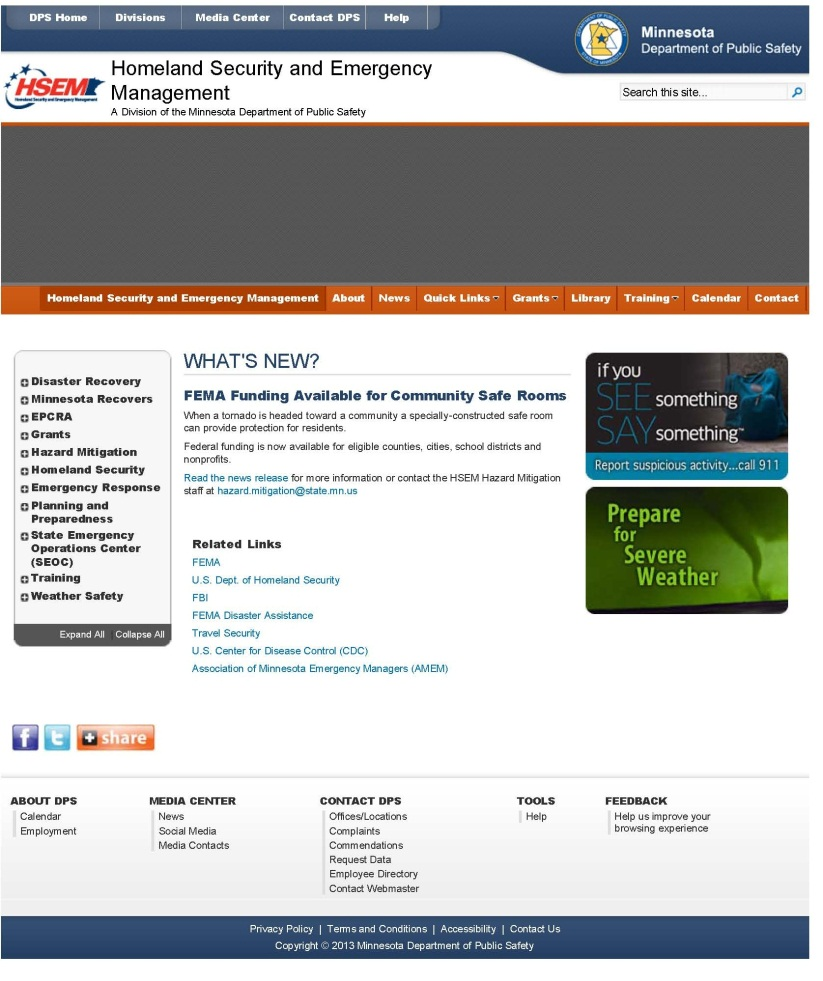 DPS Home Divisions Media Center Contact DPS Help
Minnesota
Department of Public Safety
HSEM
Homeland Security and Emergency Management
Homeland Security and Emergency
Management
A Division of the Minnesota Department of Public Safety
Search this site...
Homeland Security and Emergency Management About News Quick Links Grants Library Training Calendar Contact
Disaster Recovery
Minnesota Recovers
EPCRA
Grants
Hazard Mitigation
Homeland Security
Emergency Response
Planning and
Preparedness
State Emergency
Operations Center
(SEOC)
Training
Weather Safety
Expand All | Collapse All
WHAT'S NEW?
FEMA Funding Available for Community Safe Rooms
When a tornado is headed toward a community a specially-constructed safe room
can provide protection for residents.
Federal funding is now available for eligible counties, cities, school districts and
nonprofits.
Read the news release for more information or contact the HSEM Hazard Mitigation
staff at hazard.mitigation@state.mn.us
Related Links
FEMA
U.S. Dept. of Homeland Security
FBI
FEMA Disaster Assistance
Travel Security
U.S. Center for Disease Control (CDC)
Association of Minnesota Emergency Managers (AMEM)
if you
SEE something
SAY something™
Report suspicious activity...call 911
Prepare
for
Severe
Weather
f
t
share
ABOUT DPS
Calendar
Employment
MEDIA CENTER
News
Social Media
Media Contacts
CONTACT DPS
Offices/Locations
Complaints
Commendations
Request Data
Employee Directory
Contact Webmaster
TOOLS
Help
FEEDBACK
Help us improve your
browsing experience
Privacy Policy | Terms and Conditions | Accessibility | Contact Us
Copyright © 2013 Minnesota Department of Public Safety